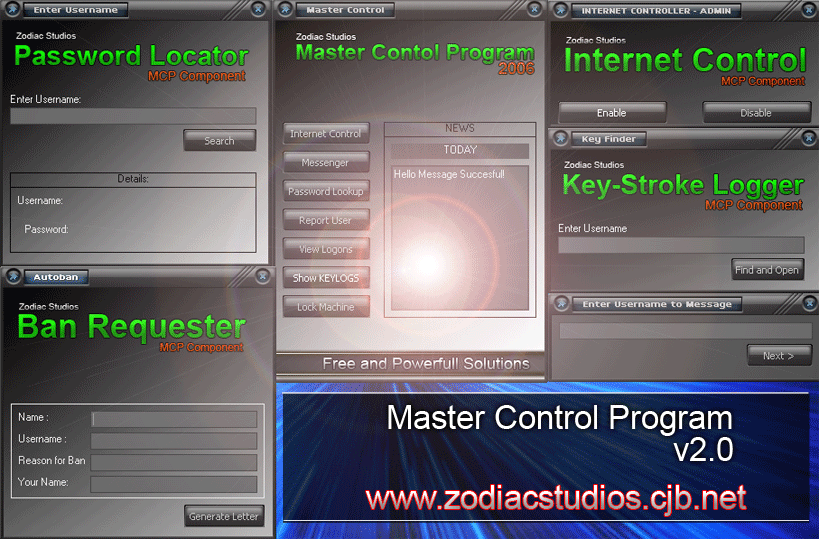 Enter Username
Zodiac Studios
Password Locator
MCP Component
Enter Username:
Search
Details:
Username:
Password:
Autoban
Zodiac Studios
Ban Requester
MCP Component
Name :
Username :
Reason for Ban
Your Name:
Generate Letter
Master Control
Zodiac Studios
Master Contol Program
2006
Internet Control
Messenger
Password Lookup
Report User
View Logons
Show KEYLOGS
Lock Machine
NEWS
TODAY
Hello Message Succesfull
Free and Powerfull Solutions
INTERNET CONTROLLER - ADMIN
Zodiac Studios
Internet Control
MCP Component
Enable
Disable
Key Finder
Zodiac Studios
Key-Stroke Logger
MCP Component
Enter Username
Find and Open
Enter Username to Message
Next >
Master Control Program
v2.0
www.zodiacstudios.cjb.net